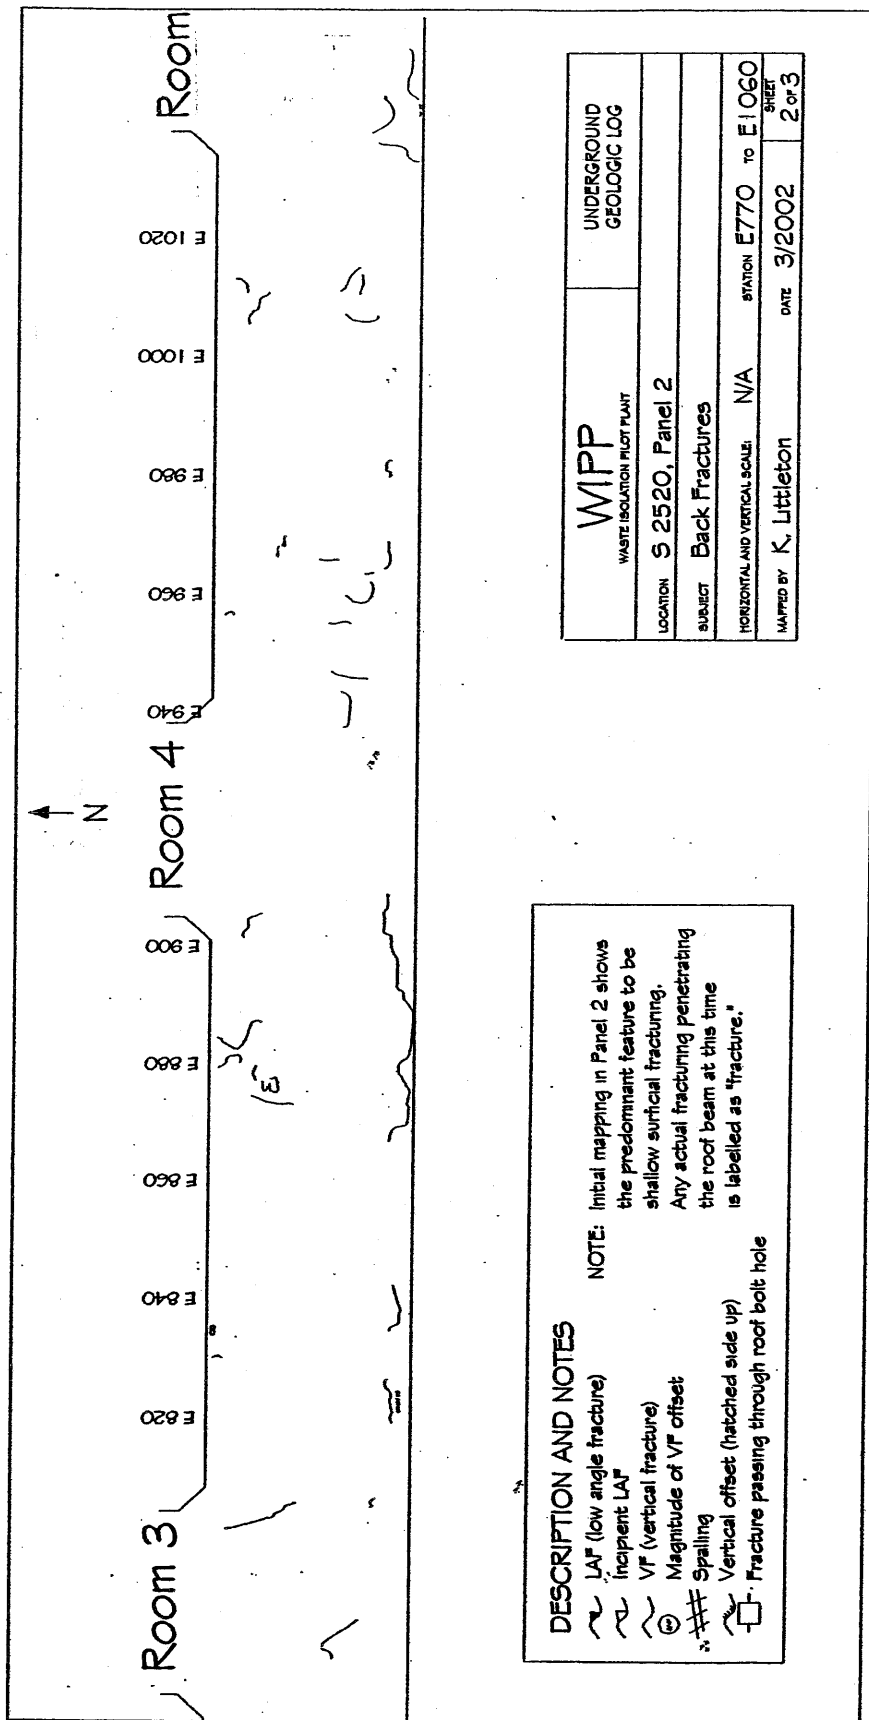 N
Room 3
Room 4
Room
E 820
E 840
E 860
E 880
E 900
E 940
E 960
E 980
E 1000
E 1020
DESCRIPTION AND NOTES
LAF (low angle fracture)
Incipient LAF
VF (vertical fracture)
Magnitude of VF offset
Spalling
Vertical offset (hatched side up)
Fracture passing through roof bolt hole
NOTE: Initial mapping in Panel 2 shows
the predominant feature to be
shallow surficial fracturing.
Any actual fracturing penetrating
the roof beam at this time
is labelled as "fracture."
WIPP
WASTE ISOLATION PILOT PLANT
UNDERGROUND
GEOLOGIC LOG
LOCATION S 2520, Panel 2
SUBJECT Back Fractures
HORIZONTAL AND VERTICAL SCALE: N/A STATION E770 TO E1060
MAPPED BY K. Littleton DATE 3/2002 SHEET 2 OF 3